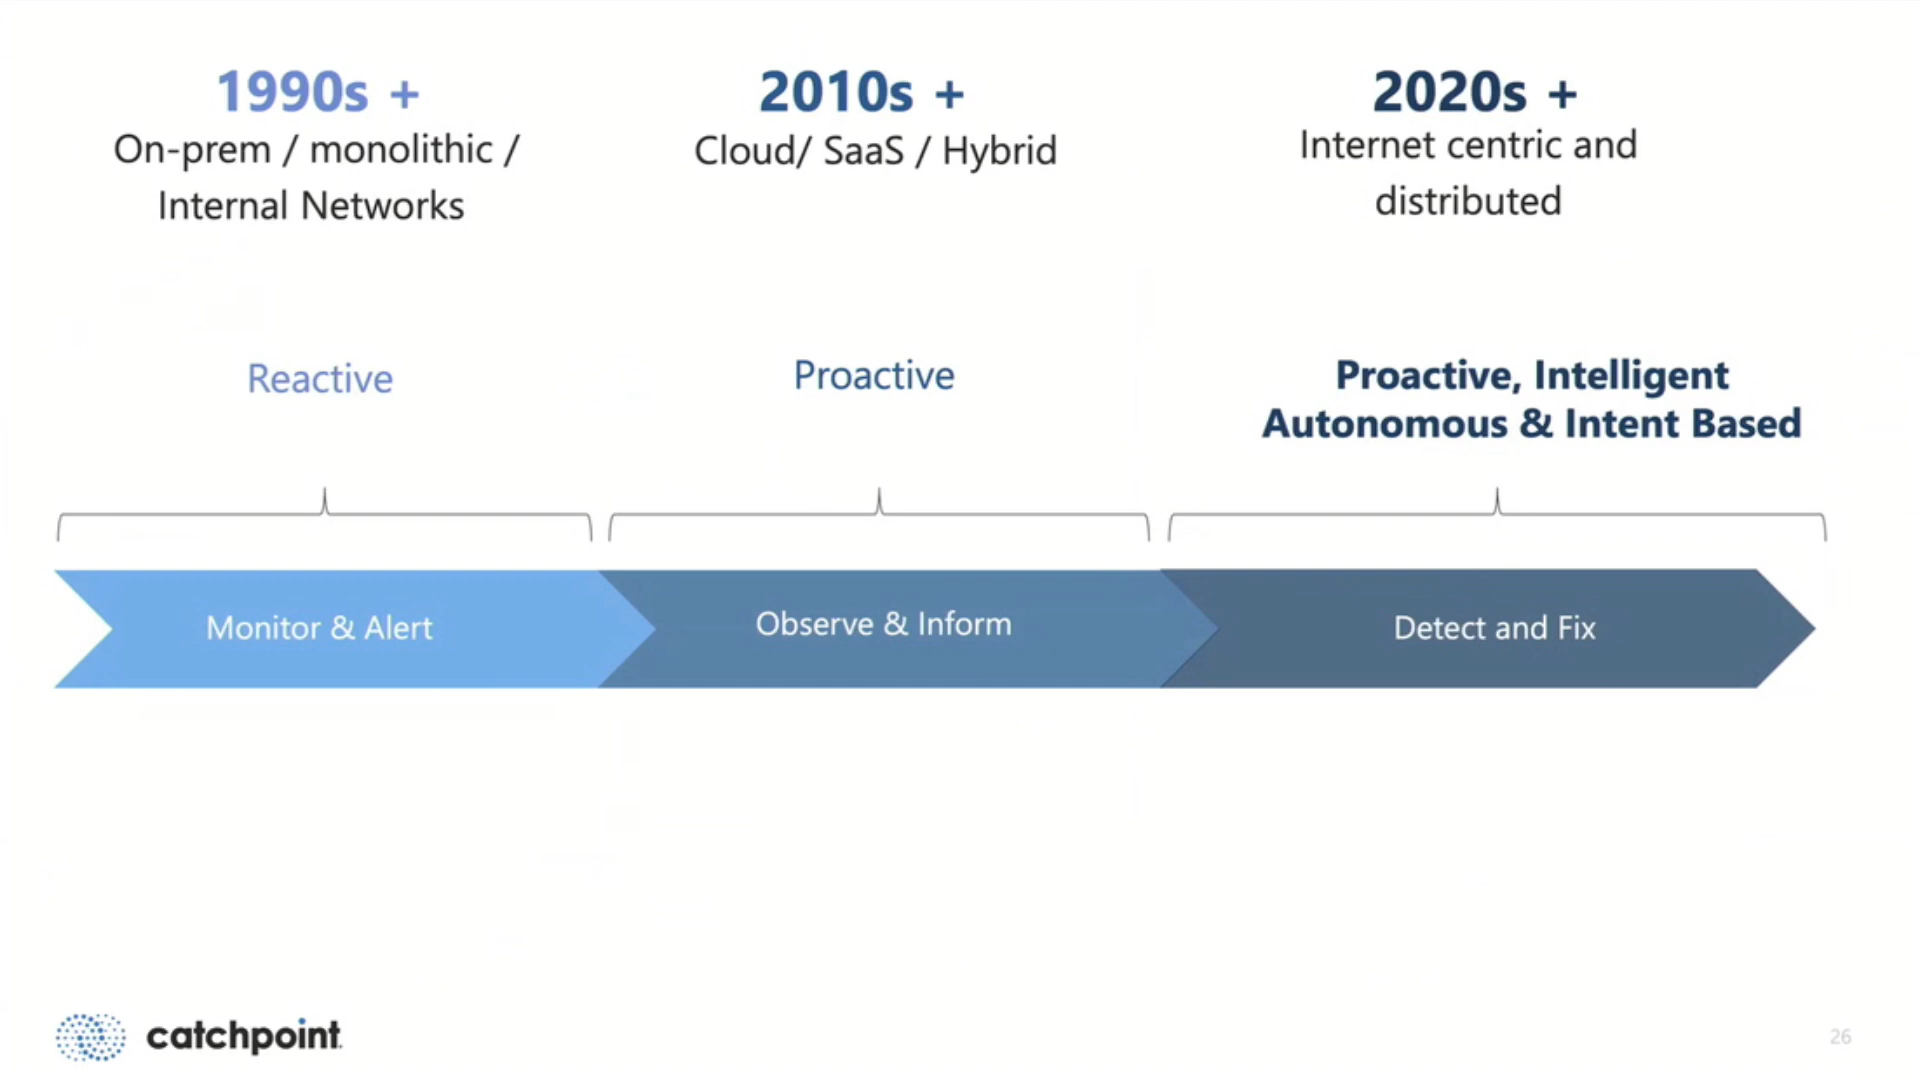 1990s +
On-prem / monolithic /
Internal Networks
2010s +
Cloud/ SaaS / Hybrid
2020s +
Internet centric and
distributed
Reactive
Proactive
Proactive, Intelligent
Autonomous & Intent Based
Monitor & Alert
Observe & Inform
Detect and Fix
catchpoint
26